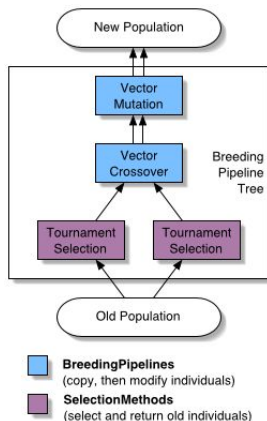 New Population
Vector
Mutation
Vector
Crossover
Breeding
Pipeline
Tree
Tournament
Selection
Tournament
Selection
Old Population
BreedingPipelines
(copy, then modify individuals)
SelectionMethods
(select and return old individuals)